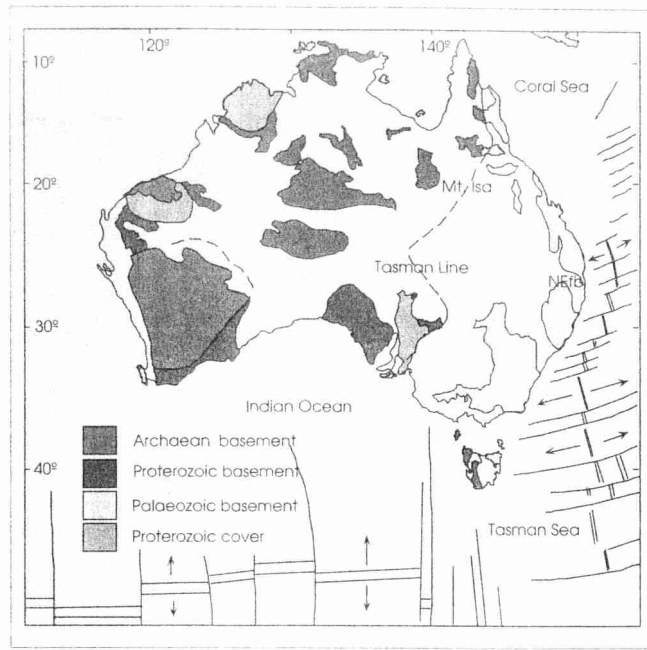 120º
140º
10º
Coral Sea
20º
Mt. Isa
Tasman Line
NEfb
30º
Indian Ocean
Archaean basement
Proterozoic basement
40º
Palaeozoic basement
Proterozoic cover
Tasman Sea